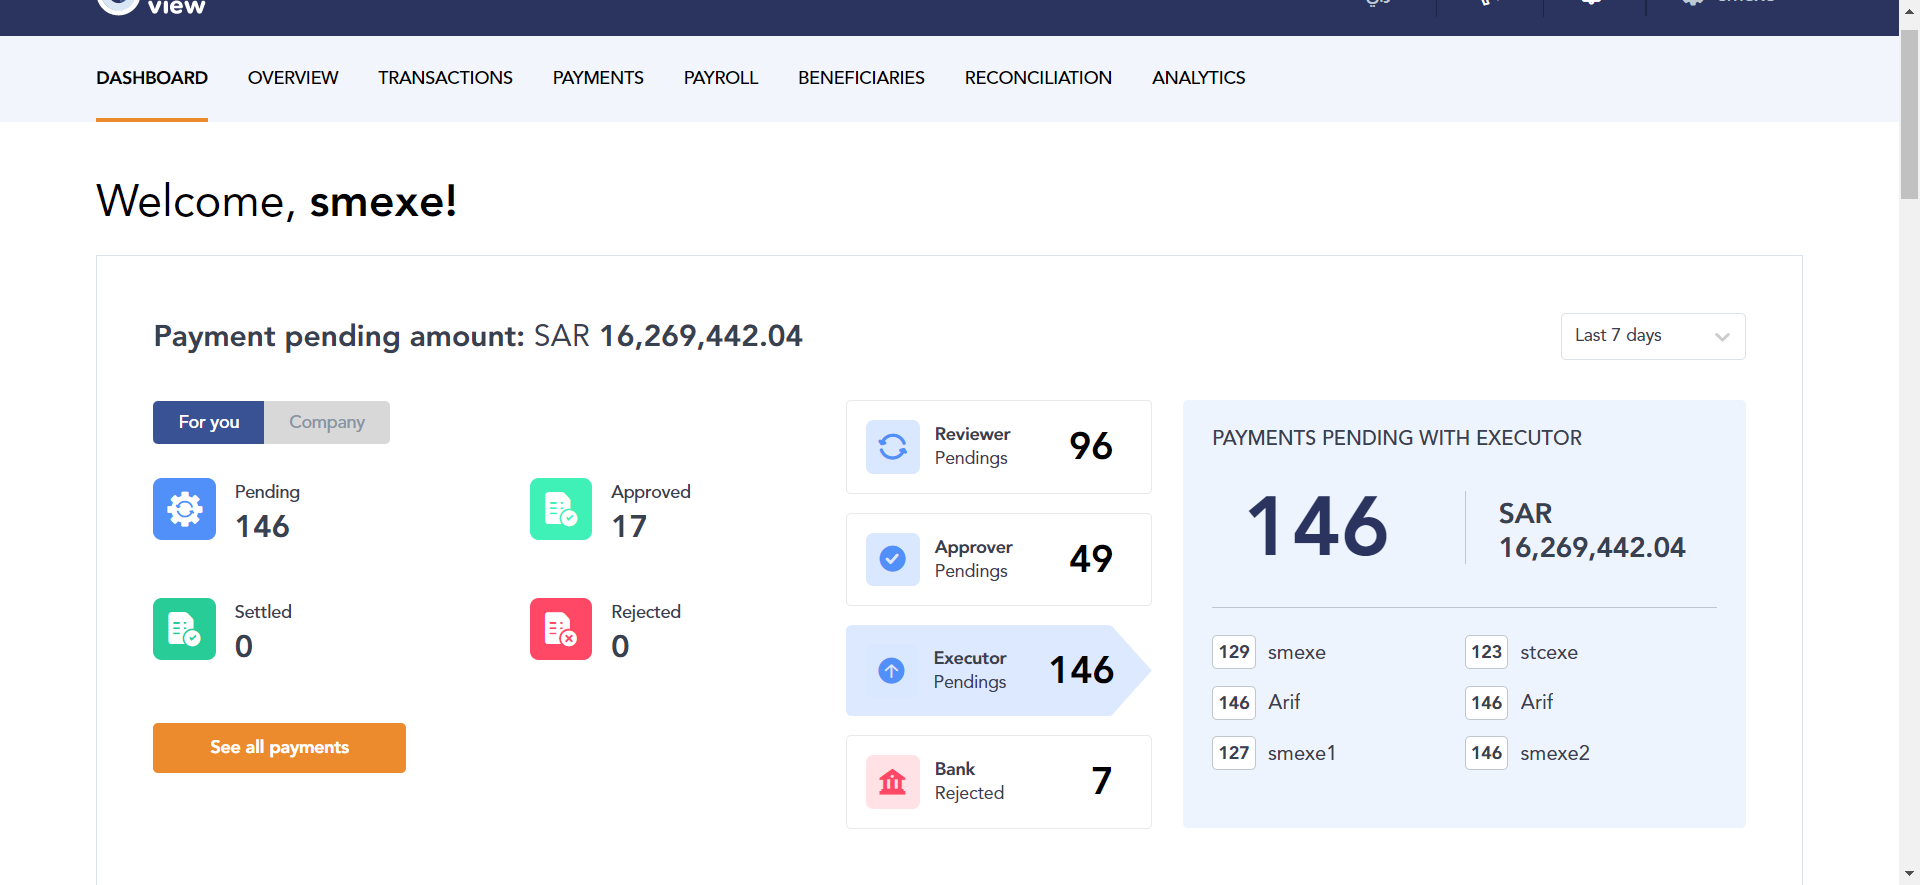 view
DASHBOARD OVERVIEW TRANSACTIONS PAYMENTS PAYROLL BENEFICIARIES RECONCILIATION ANALYTICS
Welcome, smexe!
Payment pending amount: SAR 16,269,442.04
Last 7 days
For you Company
Pending
146
Approved
17
Settled
0
Rejected
0
See all payments
Reviewer
Pendings
96
Approver
Pendings
49
Executor
Pendings
146
Bank
Rejected
7
PAYMENTS PENDING WITH EXECUTOR
146
SAR
16,269,442.04
129 smexe
123 stcexe
146 Arif
146 Arif
127 smexe1
146 smexe2